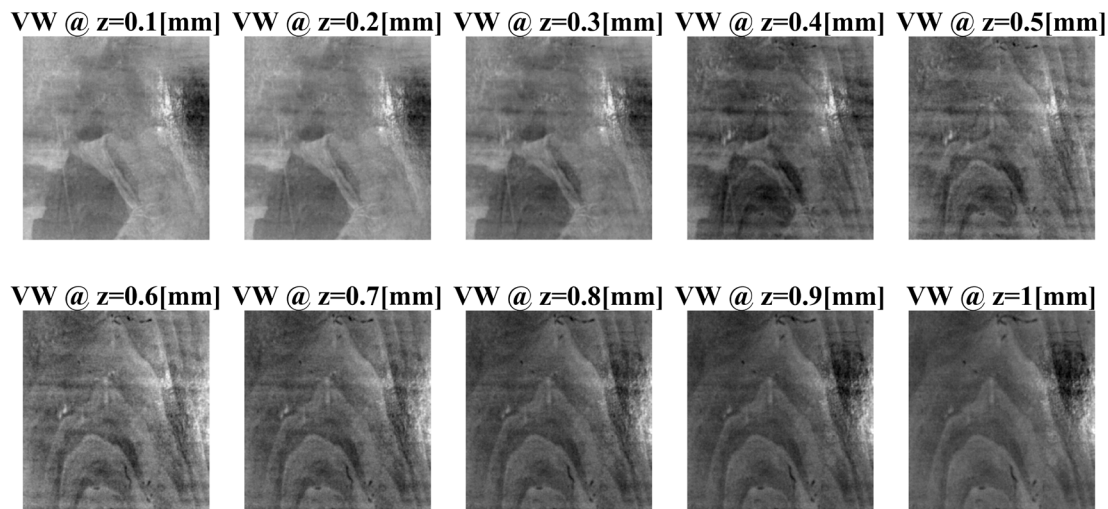 VW @ z=0.1[mm] VW @ z=0.2[mm] VW @ z=0.3[mm] VW @ z=0.4[mm] VW @ z=0.5[mm]
VW @ z=0.6[mm] VW @ z=0.7[mm] VW @ z=0.8[mm] VW @ z=0.9[mm] VW @ z=1[mm]